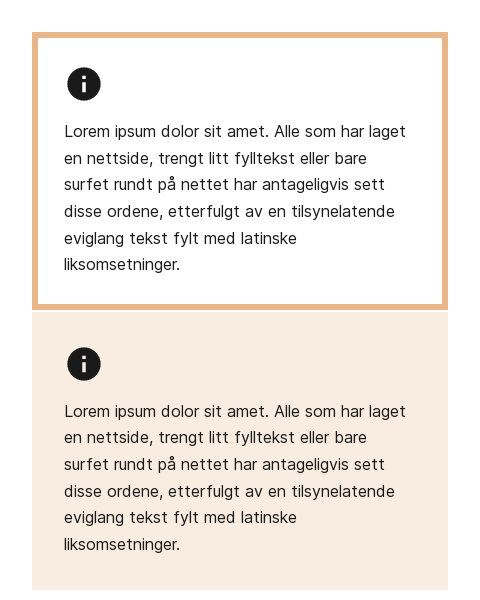 Lorem ipsum dolor sit amet. Alle som har laget
en nettside, trengt litt fylltekst eller bare
surfet rundt på nettet har antageligvis sett
disse ordene, etterfulgt av en tilsynelatende
eviglang tekst fylt med latinske
liksomsetninger.
Lorem ipsum dolor sit amet. Alle som har laget
en nettside, trengt litt fylltekst eller bare
surfet rundt på nettet har antageligvis sett
disse ordene, etterfulgt av en tilsynelatende
eviglang tekst fylt med latinske
liksomsetninger.